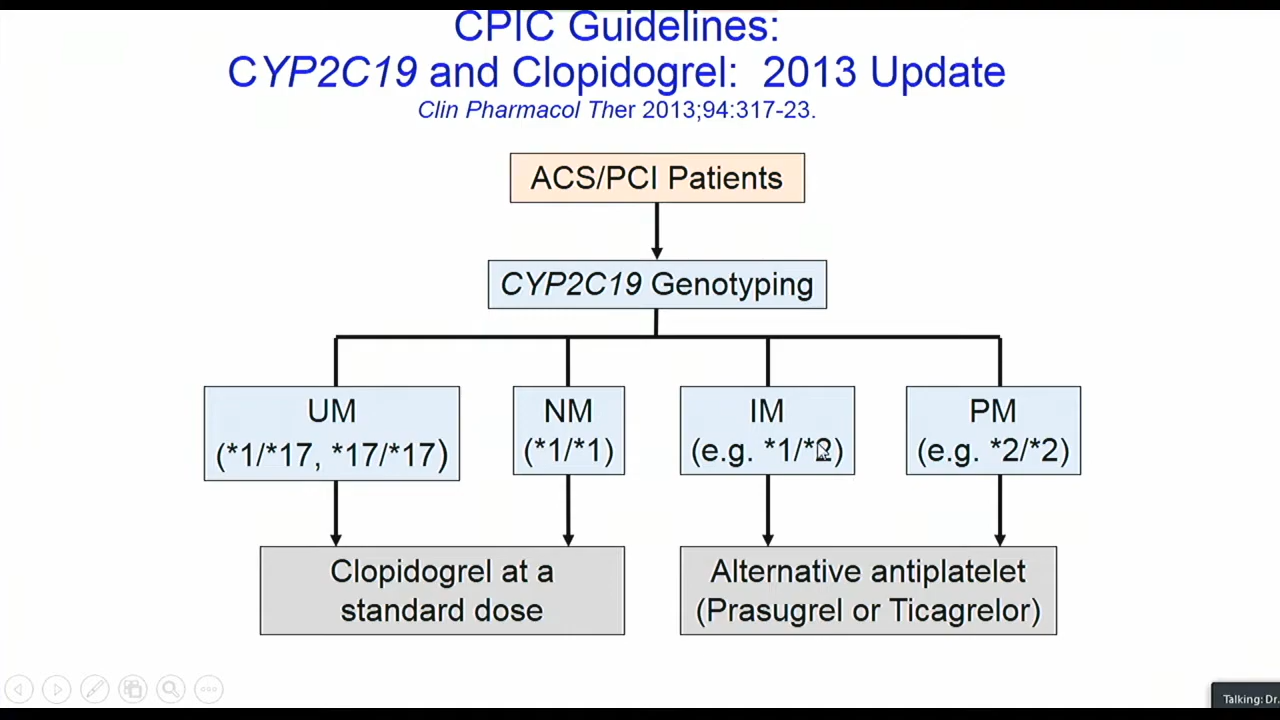 CPIC Guidelines:
CYP2C19 and Clopidogrel: 2013 Update
Clin Pharmacol Ther 2013;94:317-23.
ACS/PCI Patients
CYP2C19 Genotyping
UM
(*1/*17, *17/*17)
NM
(*1/*1)
IM
(e.g. *1/*2)
PM
(e.g. *2/*2)
Clopidogrel at a
standard dose
Alternative antiplatelet
(Prasugrel or Ticagrelor)
Talking: Dr.